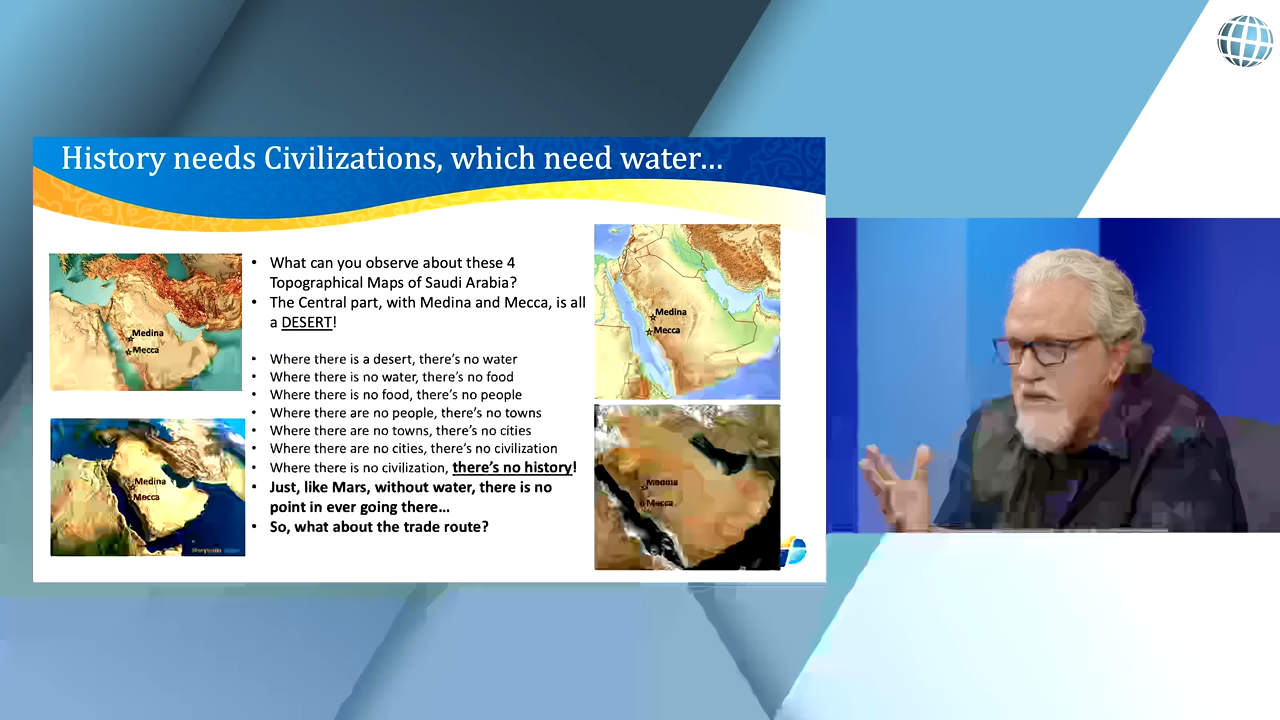 History needs Civilizations, which need water...
• What can you observe about these 4
Topographical Maps of Saudi Arabia?
• The Central part, with Medina and Mecca, is all
a DESERT!
• Where there is a desert, there's no water
• Where there is no water, there's no food
• Where there is no food, there's no people
• Where there are no people, there's no towns
• Where there are no towns, there's no cities
• Where there are no cities, there's no civilization
• Where there is no civilization, there's no history!
• Just, like Mars, without water, there is no
point in ever going there...
• So, what about the trade route?
Medina
Mecca
Medina
Mecca
Medina
Mecca
Mecca